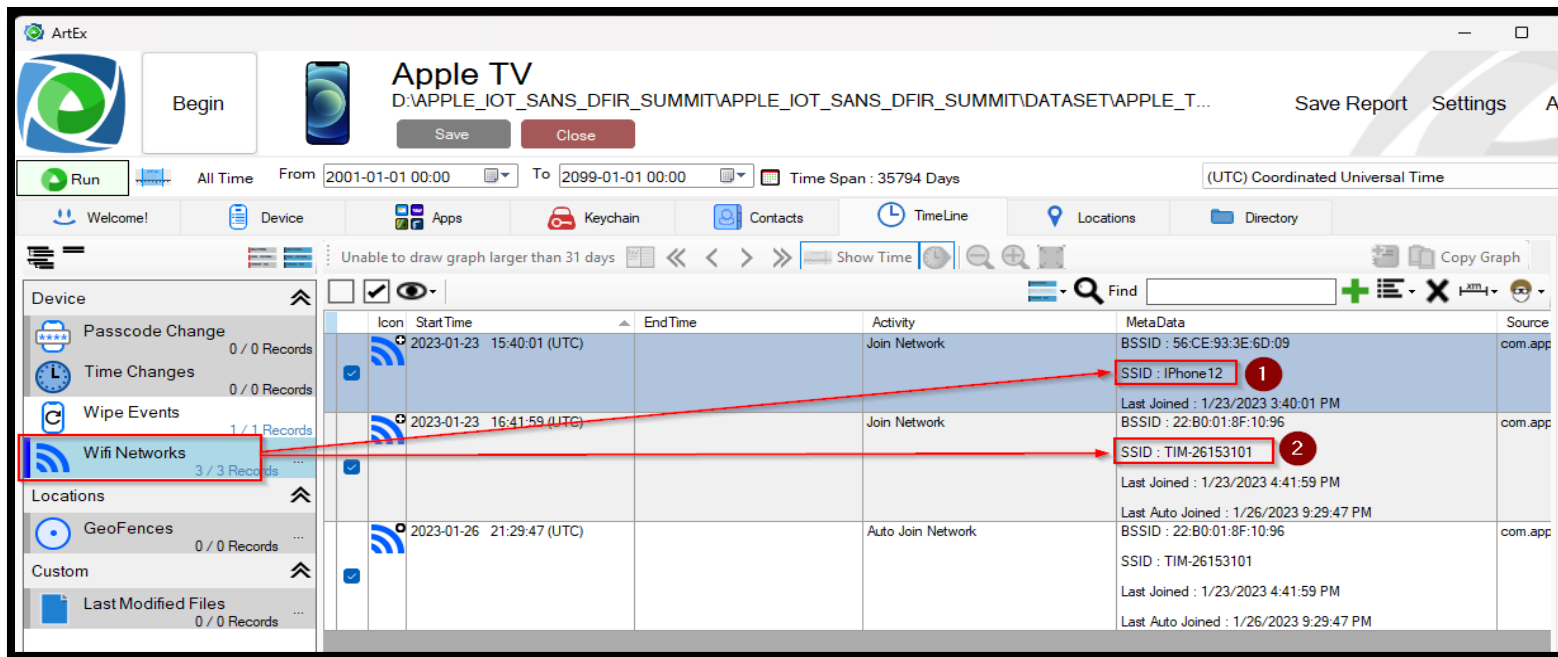 ArtEx
Begin
Apple TV
D:\APPLE_IOT_SANS_DFIR_SUMMIT\APPLE_IOT_SANS_DFIR_SUMMIT\DATASET\APPLE_T...
Save Close
Save Report Settings A
Run All Time From 2001-01-01 00:00 To 2099-01-01 00:00 Time Span : 35794 Days (UTC) Coordinated Universal Time
Welcome! Device Apps Keychain Contacts TimeLine Locations Directory
Unable to draw graph larger than 31 days Show Time Copy Graph
Find
Device
Passcode Change
0 / 0 Records
Time Changes
0 / 0 Records
Wipe Events
1 / 1 Records
Wifi Networks
3 / 3 Records ...
Locations
GeoFences
0 / 0 Records ...
Custom
Last Modified Files
0 / 0 Records ...
Icon StartTime EndTime Activity MetaData Source
2023-01-23 15:40:01 (UTC) Join Network BSSID : 56:CE:93:3E:6D:09 com.app
SSID : IPhone12 1
Last Joined : 1/23/2023 3:40:01 PM
2023-01-23 16:41:59 (UTC) Join Network BSSID : 22:B0:01:8F:10:96 com.app
SSID : TIM-26153101 2
Last Joined : 1/23/2023 4:41:59 PM
Last Auto Joined : 1/26/2023 9:29:47 PM
2023-01-26 21:29:47 (UTC) Auto Join Network BSSID : 22:B0:01:8F:10:96 com.app
SSID : TIM-26153101
Last Joined : 1/23/2023 4:41:59 PM
Last Auto Joined : 1/26/2023 9:29:47 PM